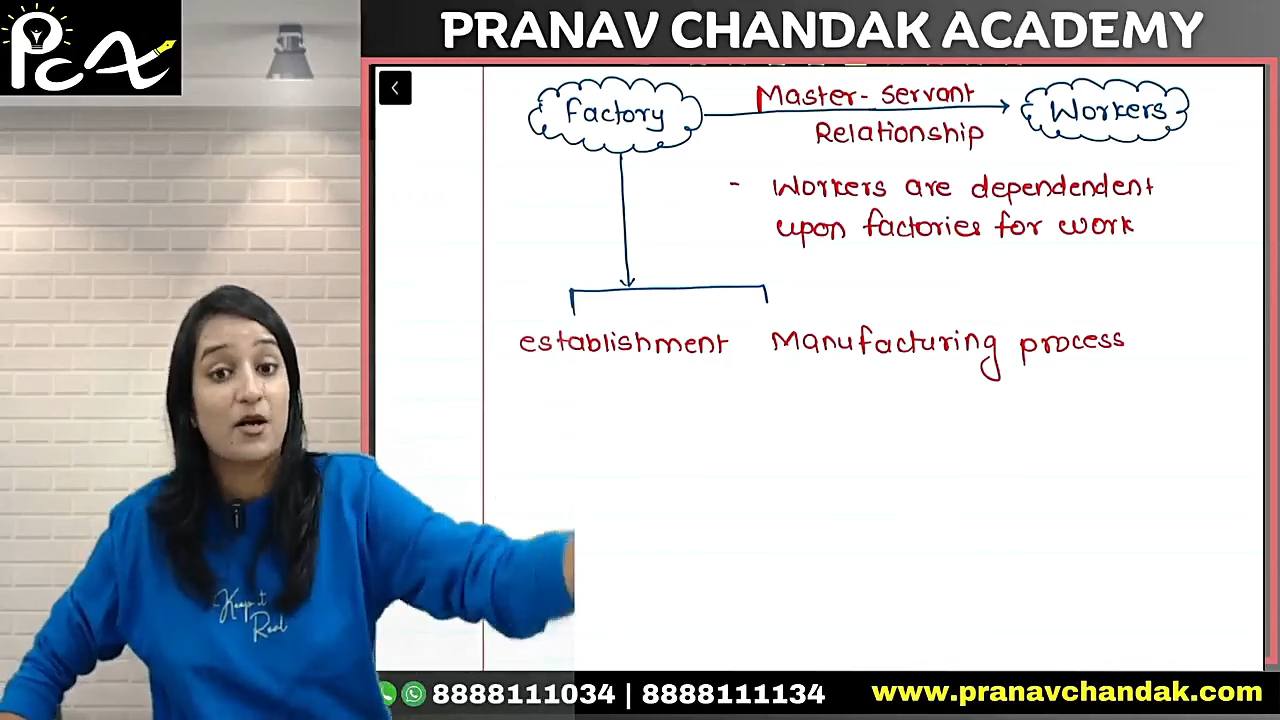 PCA
PRANAV CHANDAK ACADEMY
Factory
Master-Servant
Relationship
Workers
- Workers are dependendent
upon factories for work
establishment
Manufacturing process
Keep it
Real
8888111034 | 8888111134
www.pranavchandak.com